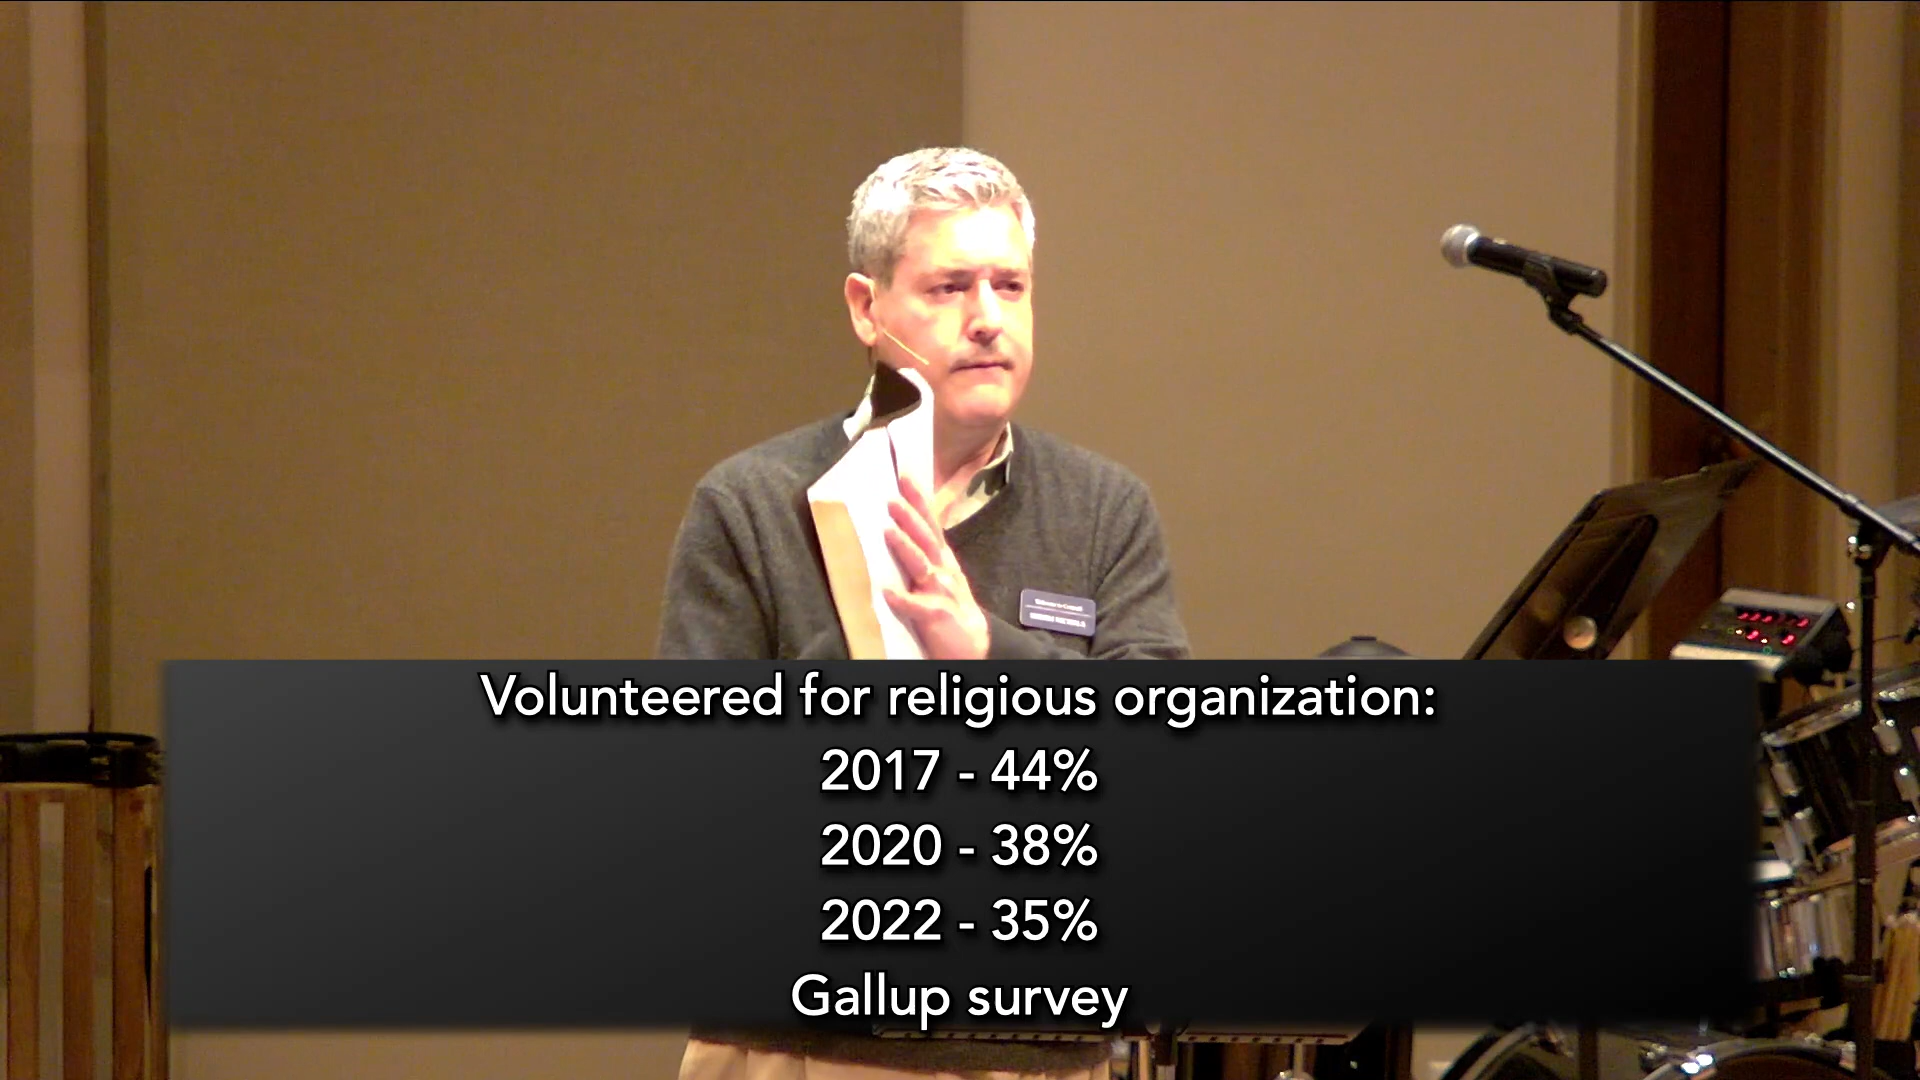 Volunteered for religious organization:
2017 - 44%
2020 - 38%
2022 - 35%
Gallup survey